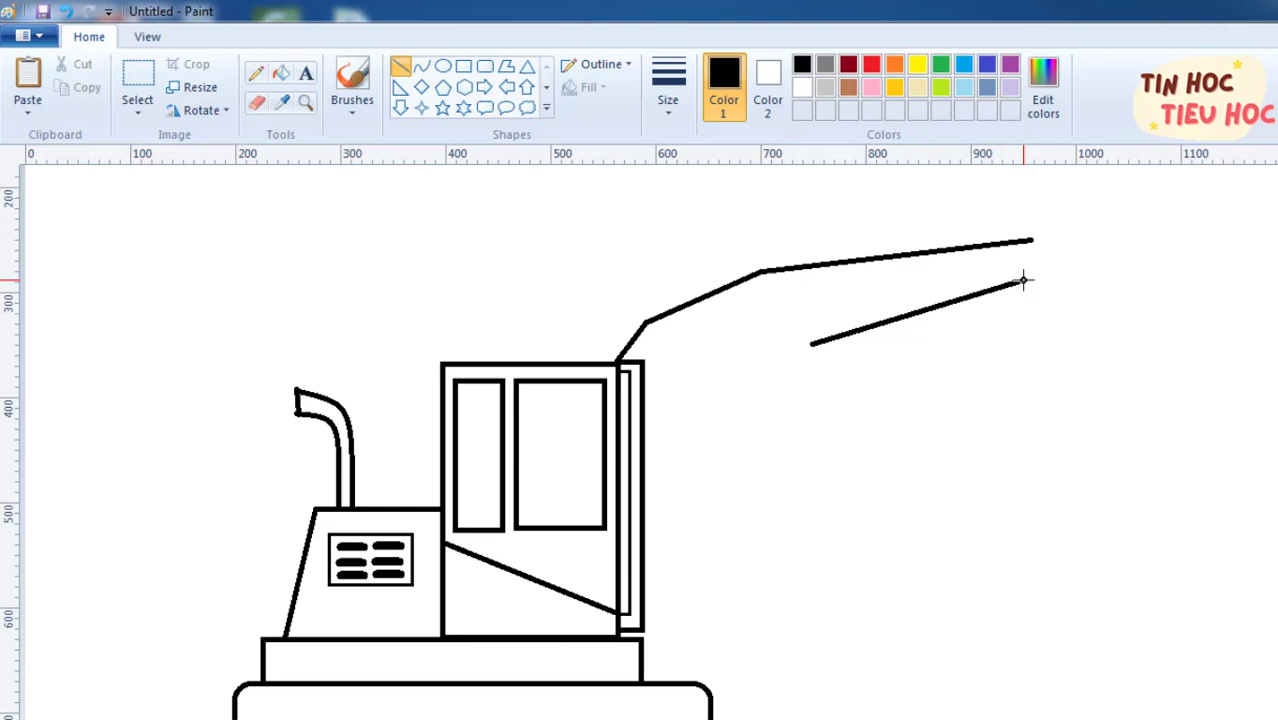 Untitled - Paint
Home View
Paste
Cut
Copy
Clipboard
Select
Crop
Resize
Rotate
Image
A
Tools
Brushes
Shapes
Outline
Fill
Size
Color 1
Color 2
Colors
Edit colors
TIN HOC
TIEU HOC
0 100 200 300 400 500 600 700 800 900 1000 1100
200
300
400
500
600